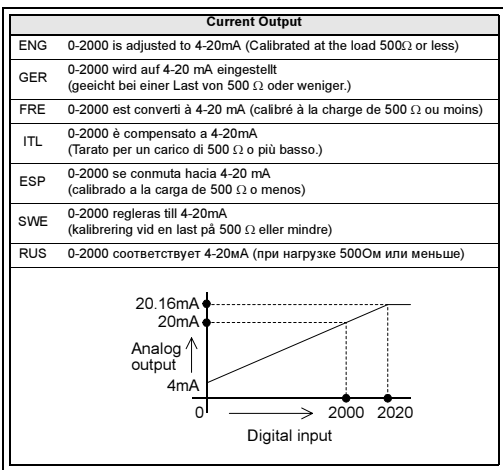 Current Output
ENG 0-2000 is adjusted to 4-20mA (Calibrated at the load 500Ω or less)
GER 0-2000 wird auf 4-20 mA eingestellt
(geeicht bei einer Last von 500 Ω oder weniger.)
FRE 0-2000 est converti à 4-20 mA (calibré à la charge de 500 Ω ou moins)
ITL 0-2000 è compensato a 4-20mA
(Tarato per un carico di 500 Ω o più basso.)
ESP 0-2000 se conmuta hacia 4-20 mA
(calibrado a la carga de 500 Ω o menos)
SWE 0-2000 regleras till 4-20mA
(kalibrering vid en last på 500 Ω eller mindre)
RUS 0-2000 соответствует 4-20мА (при нагрузке 500Ом или меньше)
20.16mA
20mA
Analog
output
4mA
0 2000 2020
Digital input